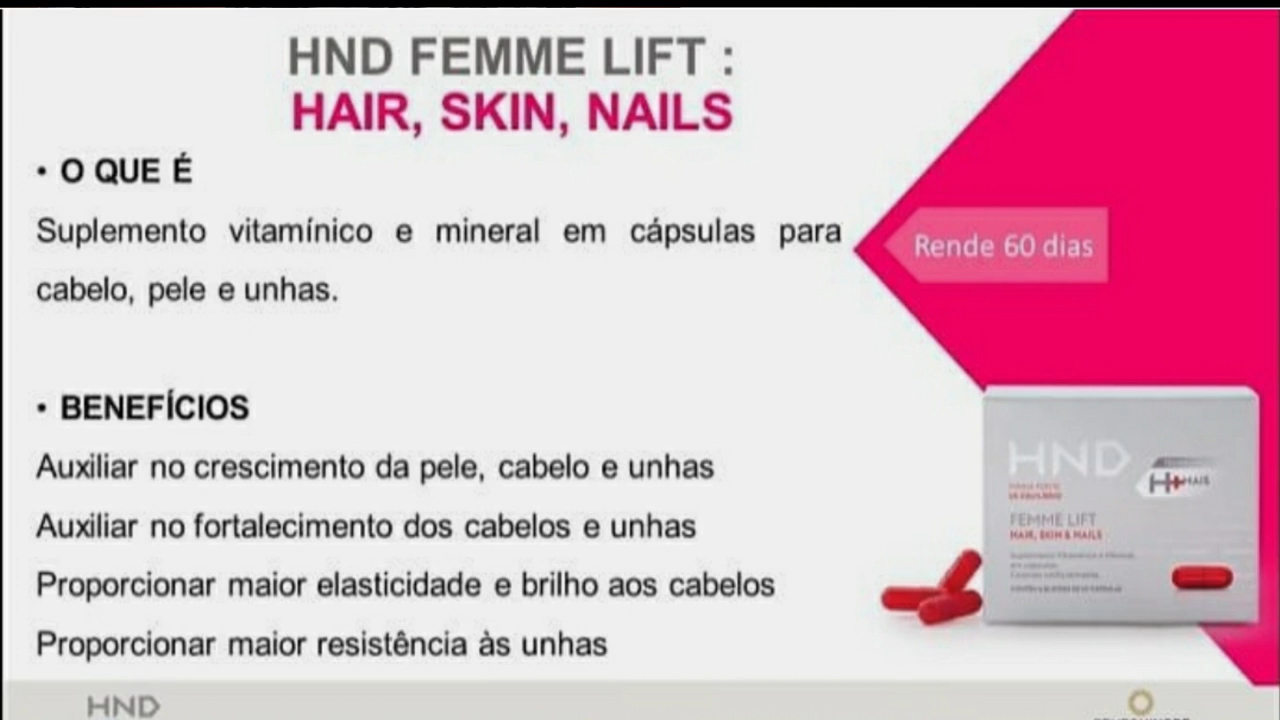 HND FEMME LIFT :
HAIR, SKIN, NAILS
• O QUE É
Suplemento vitamínico e mineral em cápsulas para
cabelo, pele e unhas.
Rende 60 dias
• BENEFÍCIOS
Auxiliar no crescimento da pele, cabelo e unhas
Auxiliar no fortalecimento dos cabelos e unhas
Proporcionar maior elasticidade e brilho aos cabelos
Proporcionar maior resistência às unhas
HND
H+MAIS
FEMME LIFT
HAIR, SKIN & NAILS
HND